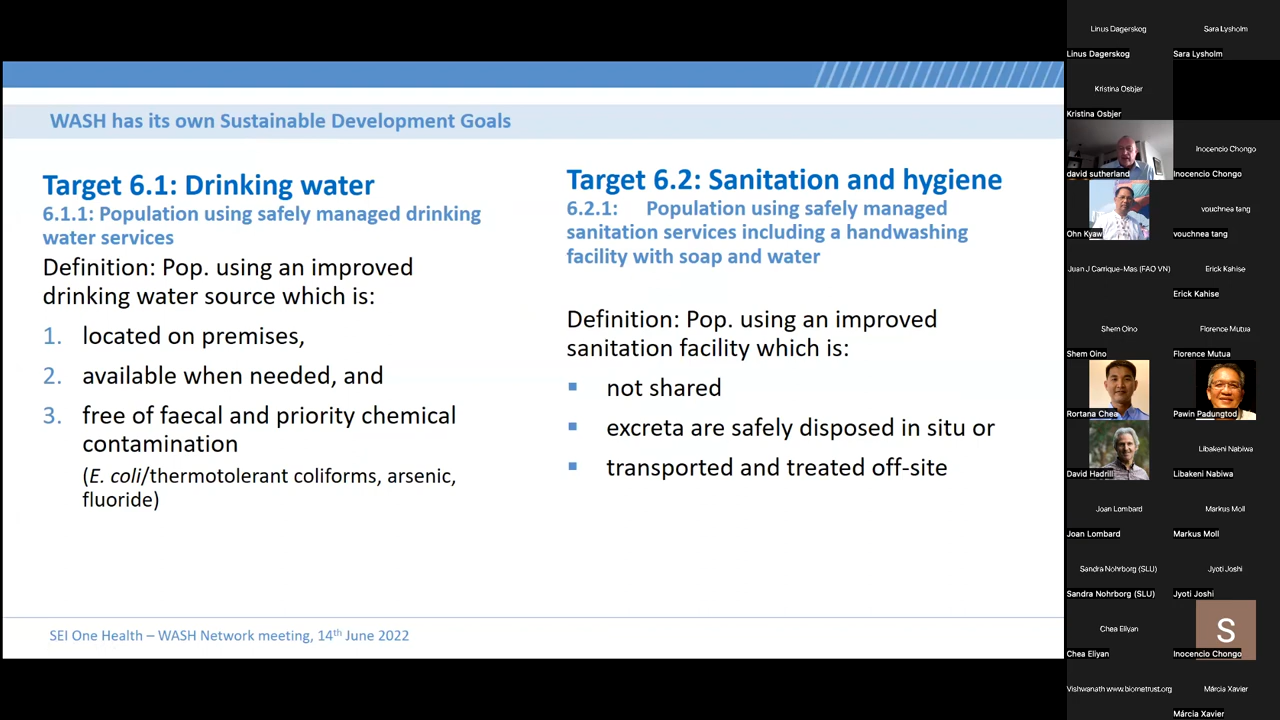 WASH has its own Sustainable Development Goals
Target 6.1: Drinking water
6.1.1: Population using safely managed drinking
water services
Definition: Pop. using an improved
drinking water source which is:
1. located on premises,
2. available when needed, and
3. free of faecal and priority chemical
contamination
(E. coli/thermotolerant coliforms, arsenic,
fluoride)
Target 6.2: Sanitation and hygiene
6.2.1: Population using safely managed
sanitation services including a handwashing
facility with soap and water
Definition: Pop. using an improved
sanitation facility which is:
▪ not shared
▪ excreta are safely disposed in situ or
▪ transported and treated off-site
SEI One Health – WASH Network meeting, 14th June 2022
Linus Dagerskog
Linus Dagerskog
Sara Lysholm
Sara Lysholm
Kristina Osbjer
Kristina Osbjer
david sutherland
Inocencio Chongo
Inocencio Chongo
Ohn Kyaw
vouchnea tang
vouchnea tang
Juan J Carrique-Mas (FAO VN)
Erick Kahise
Erick Kahise
Shem Oino
Shem Oino
Florence Mutua
Florence Mutua
Rortana Chea
Pawin Padungtod
David Hadrill
Libakeni Nabiwa
Libakeni Nabiwa
Joan Lombard
Joan Lombard
Markus Moll
Markus Moll
Sandra Nohrborg (SLU)
Sandra Nohrborg (SLU)
Jyoti Joshi
Jyoti Joshi
Chea Eliyan
Chea Eliyan
S
Inocencio Chongo
Vishwanath www.biometrust.org
Márcia Xavier
Márcia Xavier